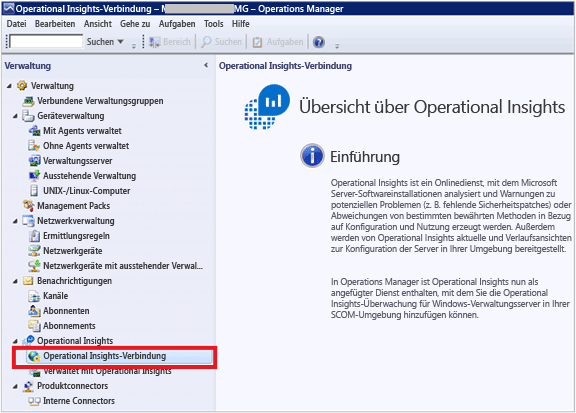 Operational Insights-Verbindung – M MG – Operations Manager
Datei Bearbeiten Ansicht Gehe zu Aufgaben Tools Hilfe
Suchen Bereich Suchen Aufgaben
Verwaltung
Verwaltung
Verbundene Verwaltungsgruppen
Geräteverwaltung
Mit Agents verwaltet
Ohne Agents verwaltet
Verwaltungsserver
Ausstehende Verwaltung
UNIX-/Linux-Computer
Management Packs
Netzwerkverwaltung
Ermittlungsregeln
Netzwerkgeräte
Netzwerkgeräte mit ausstehender Verwal...
Benachrichtigungen
Kanäle
Abonnenten
Abonnements
Operational Insights
Operational Insights-Verbindung
Verwaltet mit Operational Insights
Produktconnectors
Interne Connectors
Operational Insights-Verbindung
Übersicht über Operational Insights
Einführung
Operational Insights ist ein Onlinedienst, mit dem Microsoft
Server-Softwareinstallationen analysiert und Warnungen zu
potenziellen Problemen (z. B. fehlende Sicherheitspatches) oder
Abweichungen von bestimmten bewährten Methoden in Bezug
auf Konfiguration und Nutzung erzeugt werden. Außerdem
werden von Operational Insights aktuelle und Verlaufsansichten
zur Konfiguration der Server in Ihrer Umgebung bereitgestellt.
In Operations Manager ist Operational Insights nun als
angefügter Dienst enthalten, mit dem Sie die Operational
Insights-Überwachung für Windows-Verwaltungsserver in Ihrer
SCOM-Umgebung hinzufügen können.